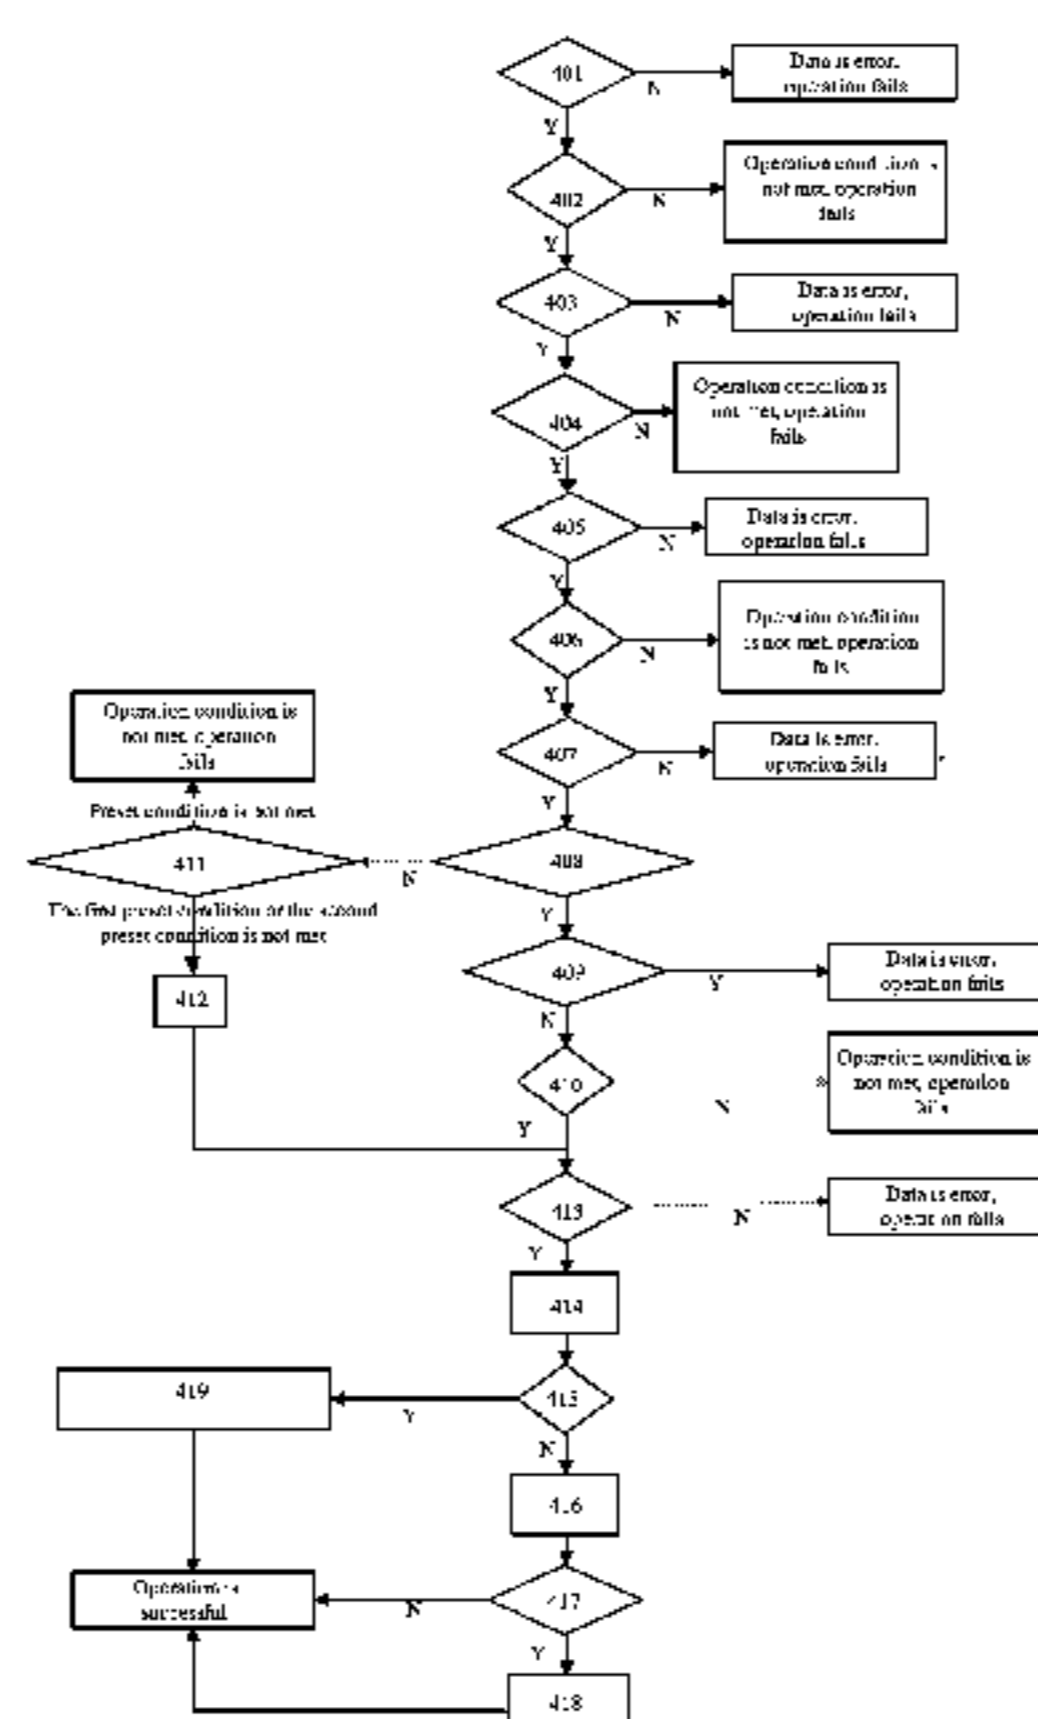 401
N
Data is error,
operation fails
Y
402
N
Operation condition is
not met, operation
fails
Y
403
N
Data is error,
operation fails
Y
404
N
Operation condition is
not met, operation
fails
Y
405
N
Data is error,
operation fails
Y
406
N
Operation condition
is not met, operation
fails
Y
407
N
Data is error,
operation fails
Y
408
N
411
Operation condition is
not met, operation
fails
Preset condition is not met
The first preset condition or the second
preset condition is not met
412
Y
409
Y
Data is error,
operation fails
N
410
N
Operation condition is
not met, operation
fails
Y
413
N
Data is error,
operation fails
Y
414
415
Y
419
N
416
417
N
Operation is
successful
Y
418